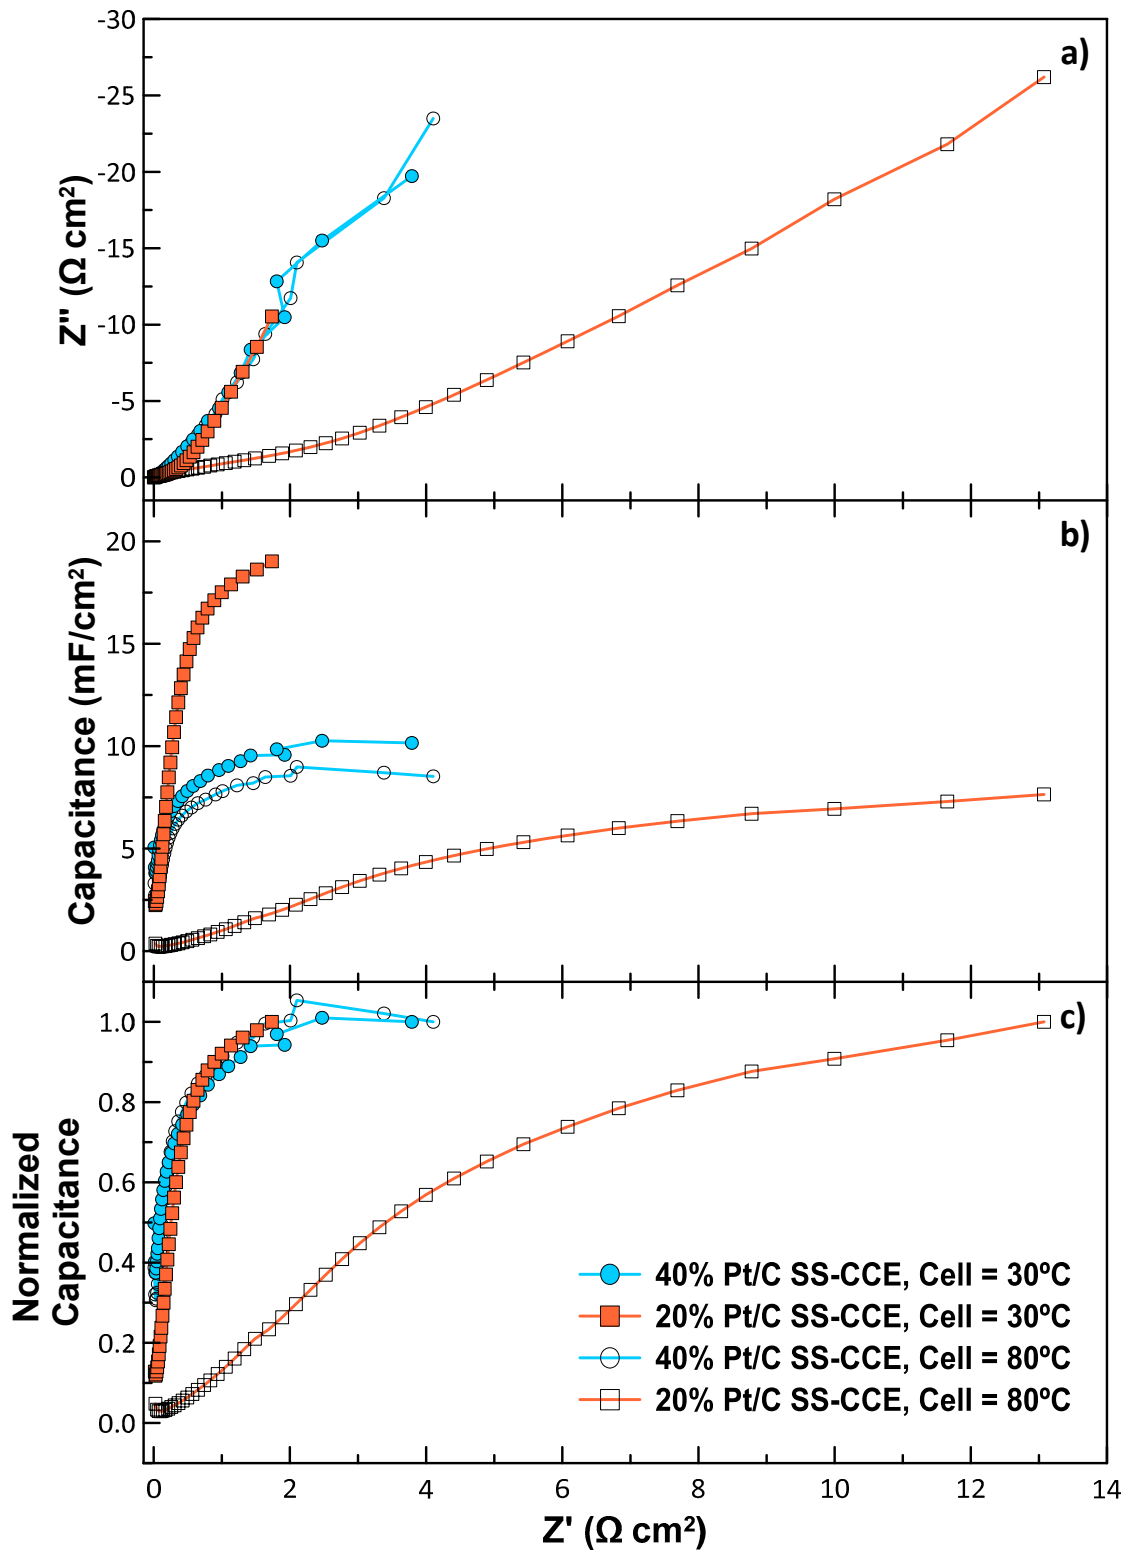 a)
-30
-25
-20
-15
-10
-5
0
Z'' (Ω cm²)
b)
20
15
10
5
0
Capacitance (mF/cm²)
c)
1.0
0.8
0.6
0.4
0.2
0.0
Normalized
Capacitance
40% Pt/C SS-CCE, Cell = 30ºC
20% Pt/C SS-CCE, Cell = 30ºC
40% Pt/C SS-CCE, Cell = 80ºC
20% Pt/C SS-CCE, Cell = 80ºC
0 2 4 6 8 10 12 14
Z' (Ω cm²)